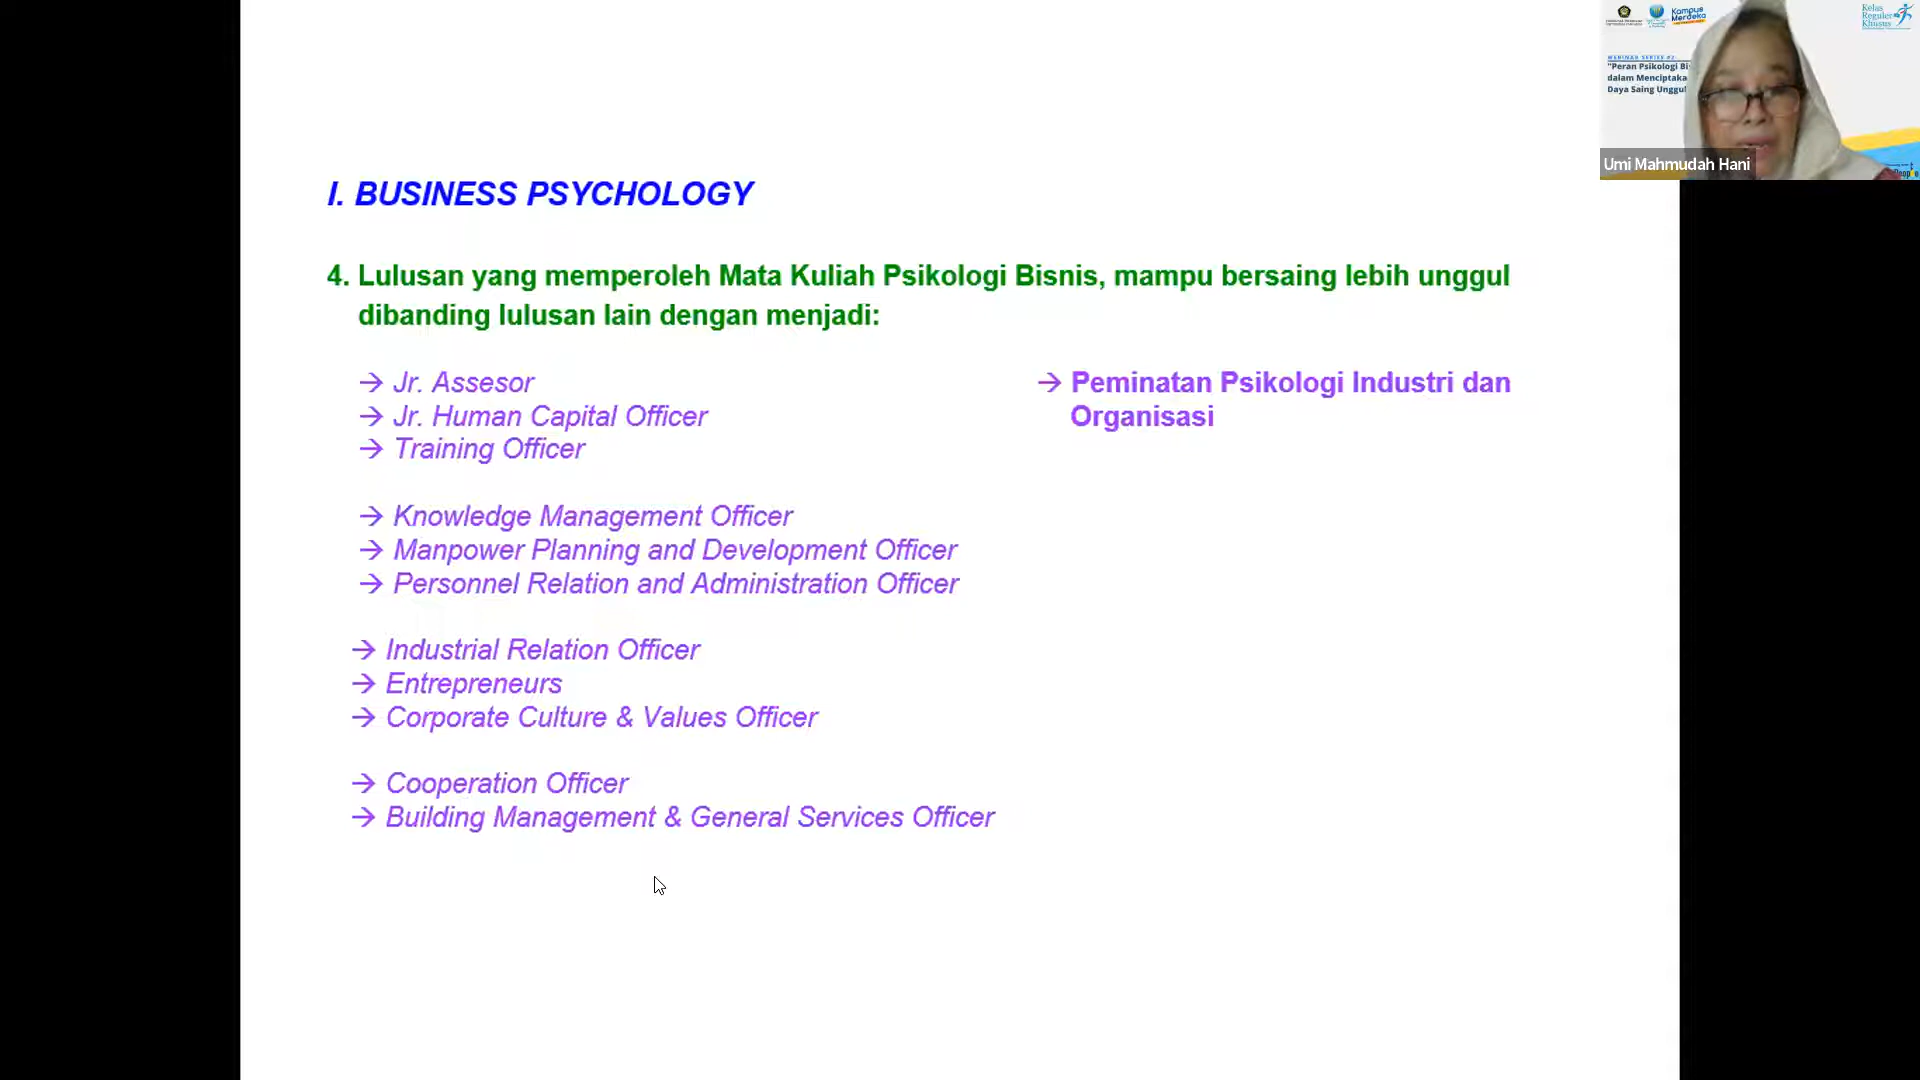 I. BUSINESS PSYCHOLOGY
4. Lulusan yang memperoleh Mata Kuliah Psikologi Bisnis, mampu bersaing lebih unggul
dibanding lulusan lain dengan menjadi:
→ Jr. Assesor
→ Jr. Human Capital Officer
→ Training Officer
→ Knowledge Management Officer
→ Manpower Planning and Development Officer
→ Personnel Relation and Administration Officer
→ Industrial Relation Officer
→ Entrepreneurs
→ Corporate Culture & Values Officer
→ Cooperation Officer
→ Building Management & General Services Officer
→ Peminatan Psikologi Industri dan
Organisasi
Kampus
Merdeka
Kelas
Reguler
Khusus
WEBINAR SERIES #2
"Peran Psikologi Bi
dalam Menciptaka
Daya Saing Unggul
Umi Mahmudah Hani